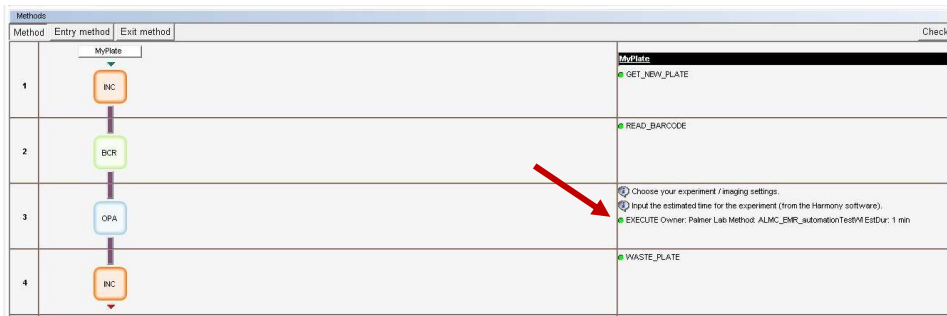 Methods
Method Entry method Exit method Check
MyPlate
MyPlate
1 INC GET_NEW_PLATE
2 BCR READ_BARCODE
Choose your experiment / imaging settings.
Input the estimated time for the experiment (from the Harmony software).
3 OPA EXECUTE Owner: Palmer Lab Method: ALMC_EMR_automationTestWI EstDur: 1 min
4 INC WASTE_PLATE